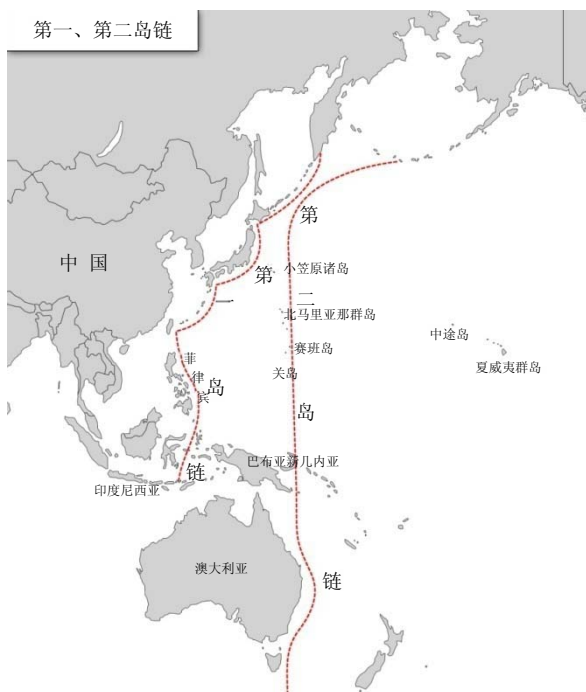 第一、第二岛链
中国
第一岛链
第二岛链
小笠原诸岛
北马里亚那群岛
赛班岛
关岛
中途岛
夏威夷群岛
菲律宾
巴布亚新几内亚
印度尼西亚
澳大利亚